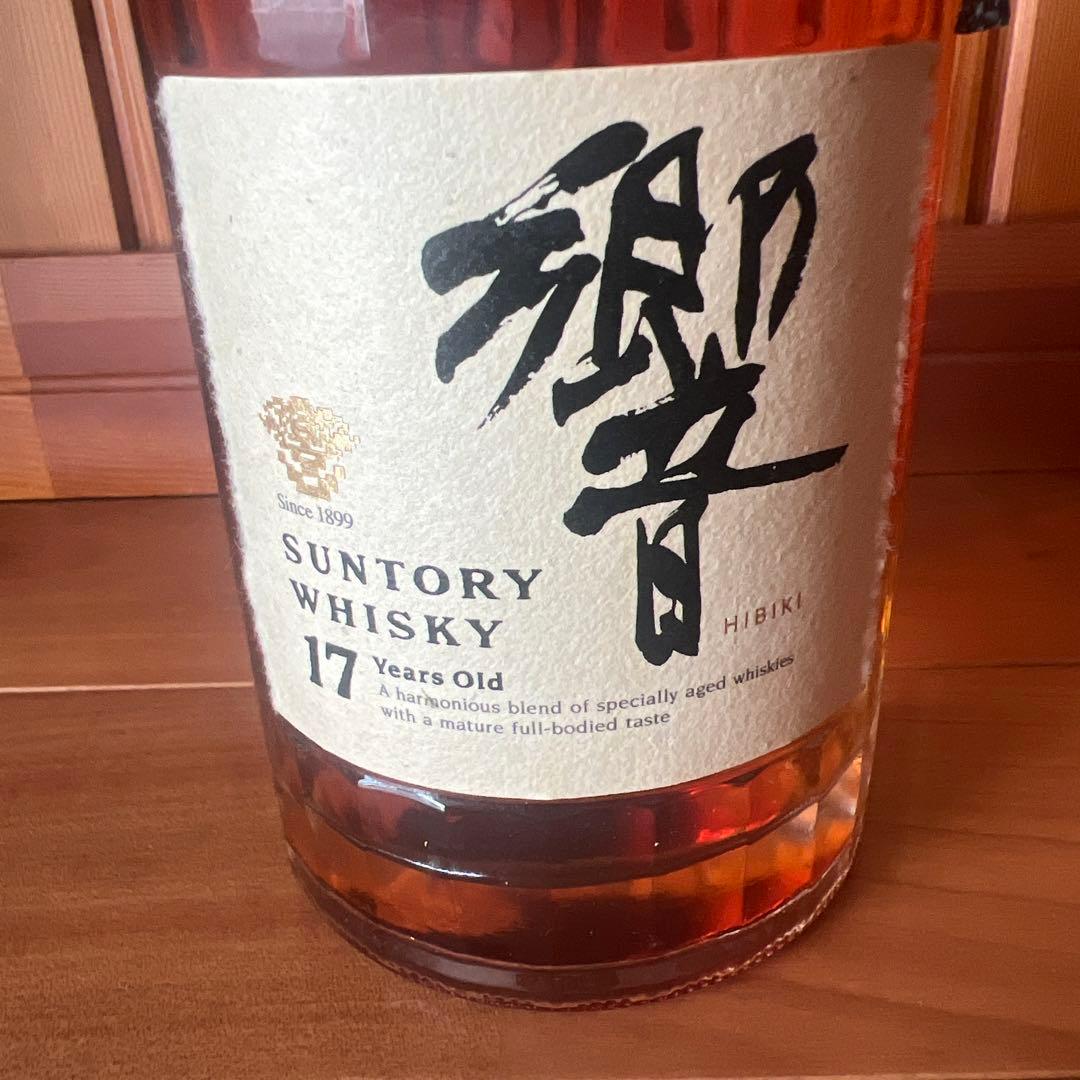 響
Since 1899
SUNTORY
WHISKY
HIBIKI
17 Years Old
A harmonious blend of specially aged whiskies
with a mature full-bodied taste